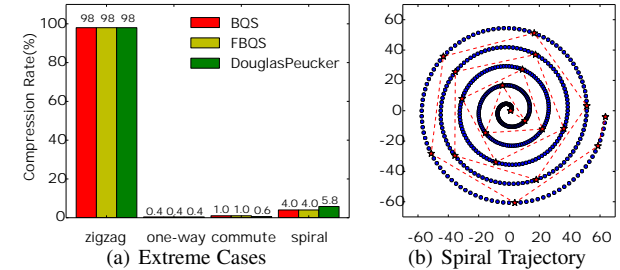 Compression Rate(%)
100
80
60
40
20
0
98 98 98
0.4 0.4 0.4
1.0 1.0 0.6
4.0 4.0 5.8
BQS
FBQS
DouglasPeucker
zigzag one-way commute spiral
(a) Extreme Cases
60
40
20
0
-20
-40
-60
-60 -40 -20 0 20 40 60
(b) Spiral Trajectory